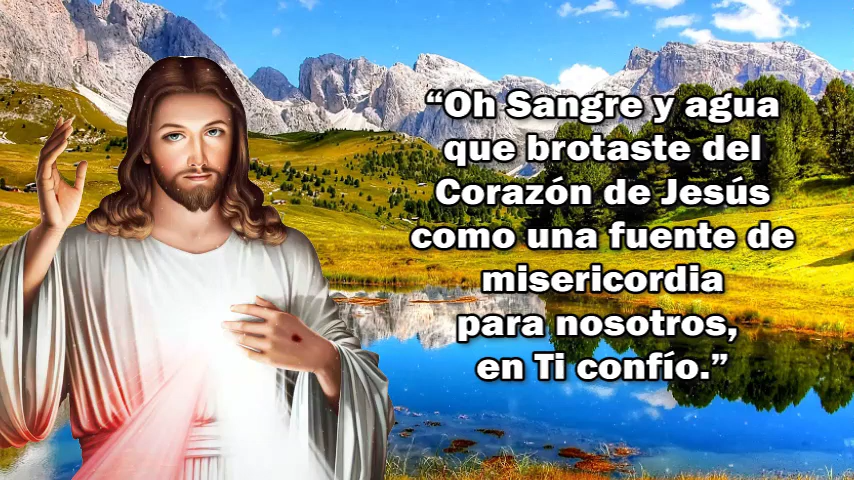 “Oh Sangre y agua
que brotaste del
Corazón de Jesús
como una fuente de
misericordia
para nosotros,
en Ti confío.”